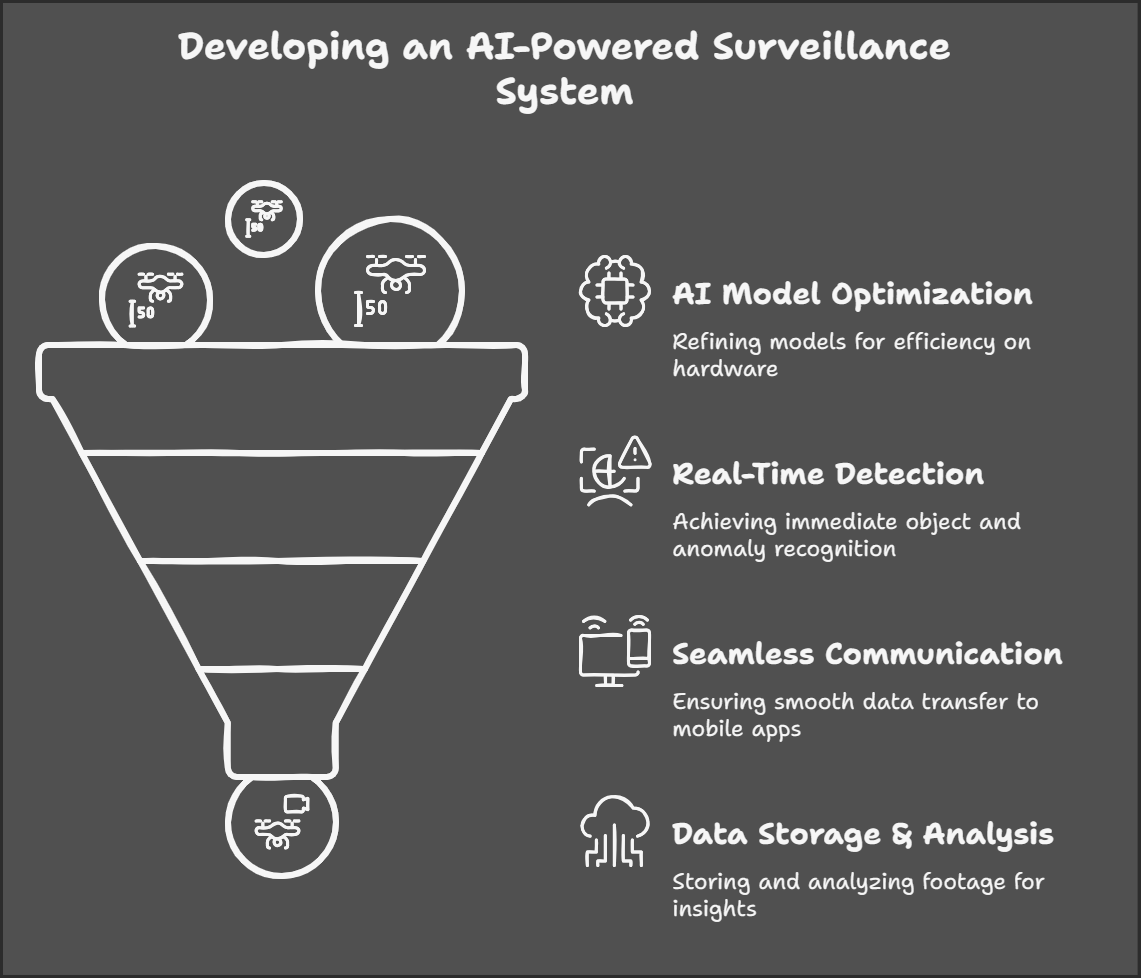 Developing an AI-Powered Surveillance
System
50
50
50
AI Model Optimization
Refining models for efficiency on
hardware
Real-Time Detection
Achieving immediate object and
anomaly recognition
Seamless Communication
Ensuring smooth data transfer to
mobile apps
Data Storage & Analysis
Storing and analyzing footage for
insights